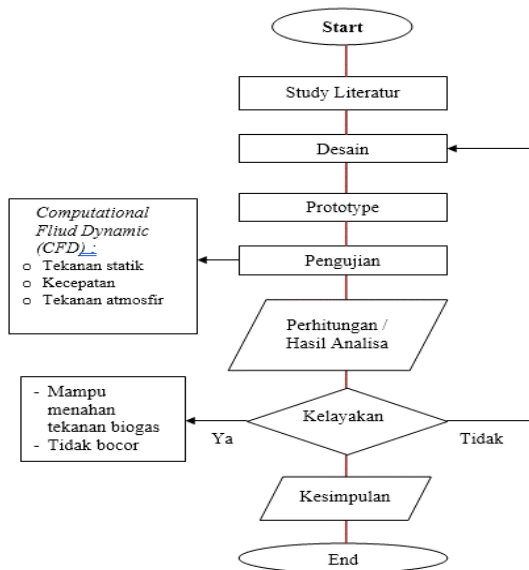 Start
Study Literatur
Desain
Prototype
Pengujian
Computational
Fliud Dynamic
(CFD) :
o Tekanan statik
o Kecepatan
o Tekanan atmosfir
Perhitungan /
Hasil Analisa
Kelayakan
Ya
Tidak
- Mampu
menahan
tekanan biogas
- Tidak bocor
Kesimpulan
End